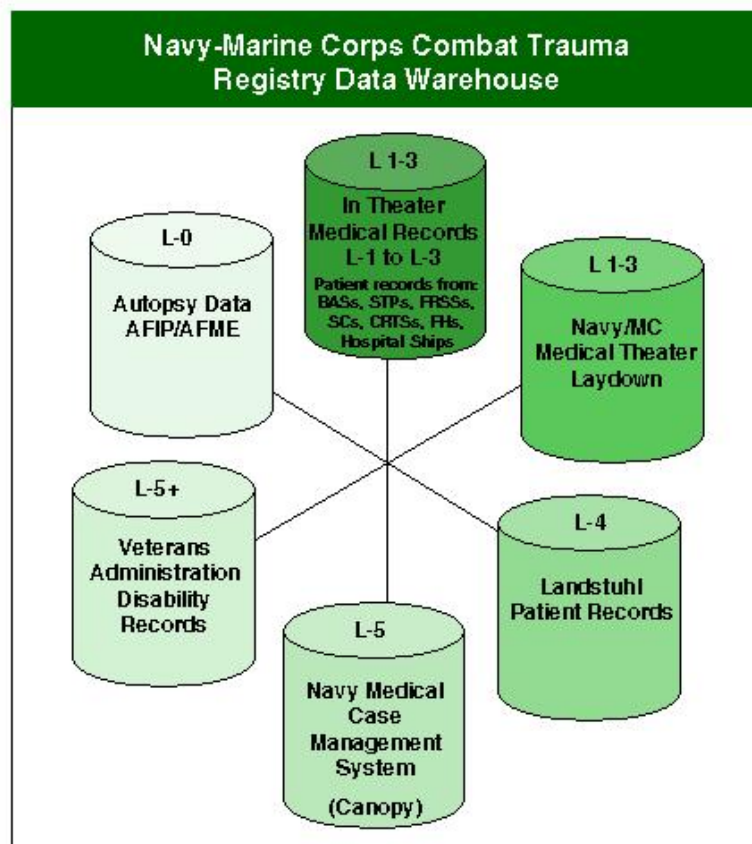 Navy-Marine Corps Combat Trauma
Registry Data Warehouse
L 1-3
In Theater
Medical Records
L-1 to L-3
Patient records from:
BASs, STPs, FRSSs,
SCs, CRTSs, FHs,
Hospital Ships
L-0
Autopsy Data
AFIP/AFME
L 1-3
Navy/MC
Medical Theater
Laydown
L-5+
Veterans
Administration
Disability
Records
L-4
Landstuhl
Patient Records
L-5
Navy Medical
Case
Management
System
(Canopy)